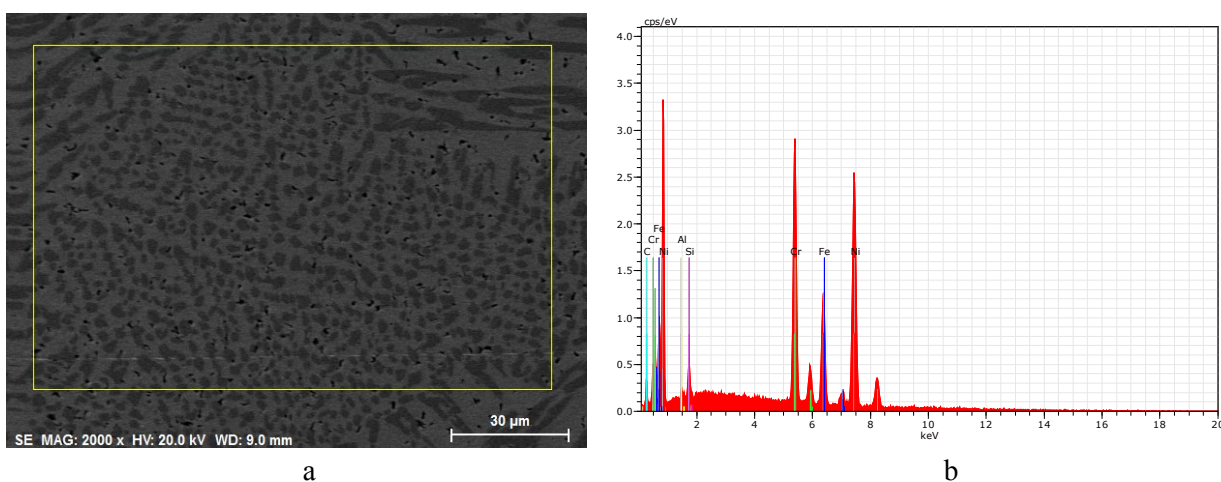 SE MAG: 2000 x HV: 20.0 kV WD: 9.0 mm
30 µm
a
cps/eV
4.0
3.5
3.0
2.5
2.0
1.5
1.0
0.5
0.0
Fe
Cr Al
C Ni Si
Cr Fe Ni
2 4 6 8 10 12 14 16 18 20
keV
b